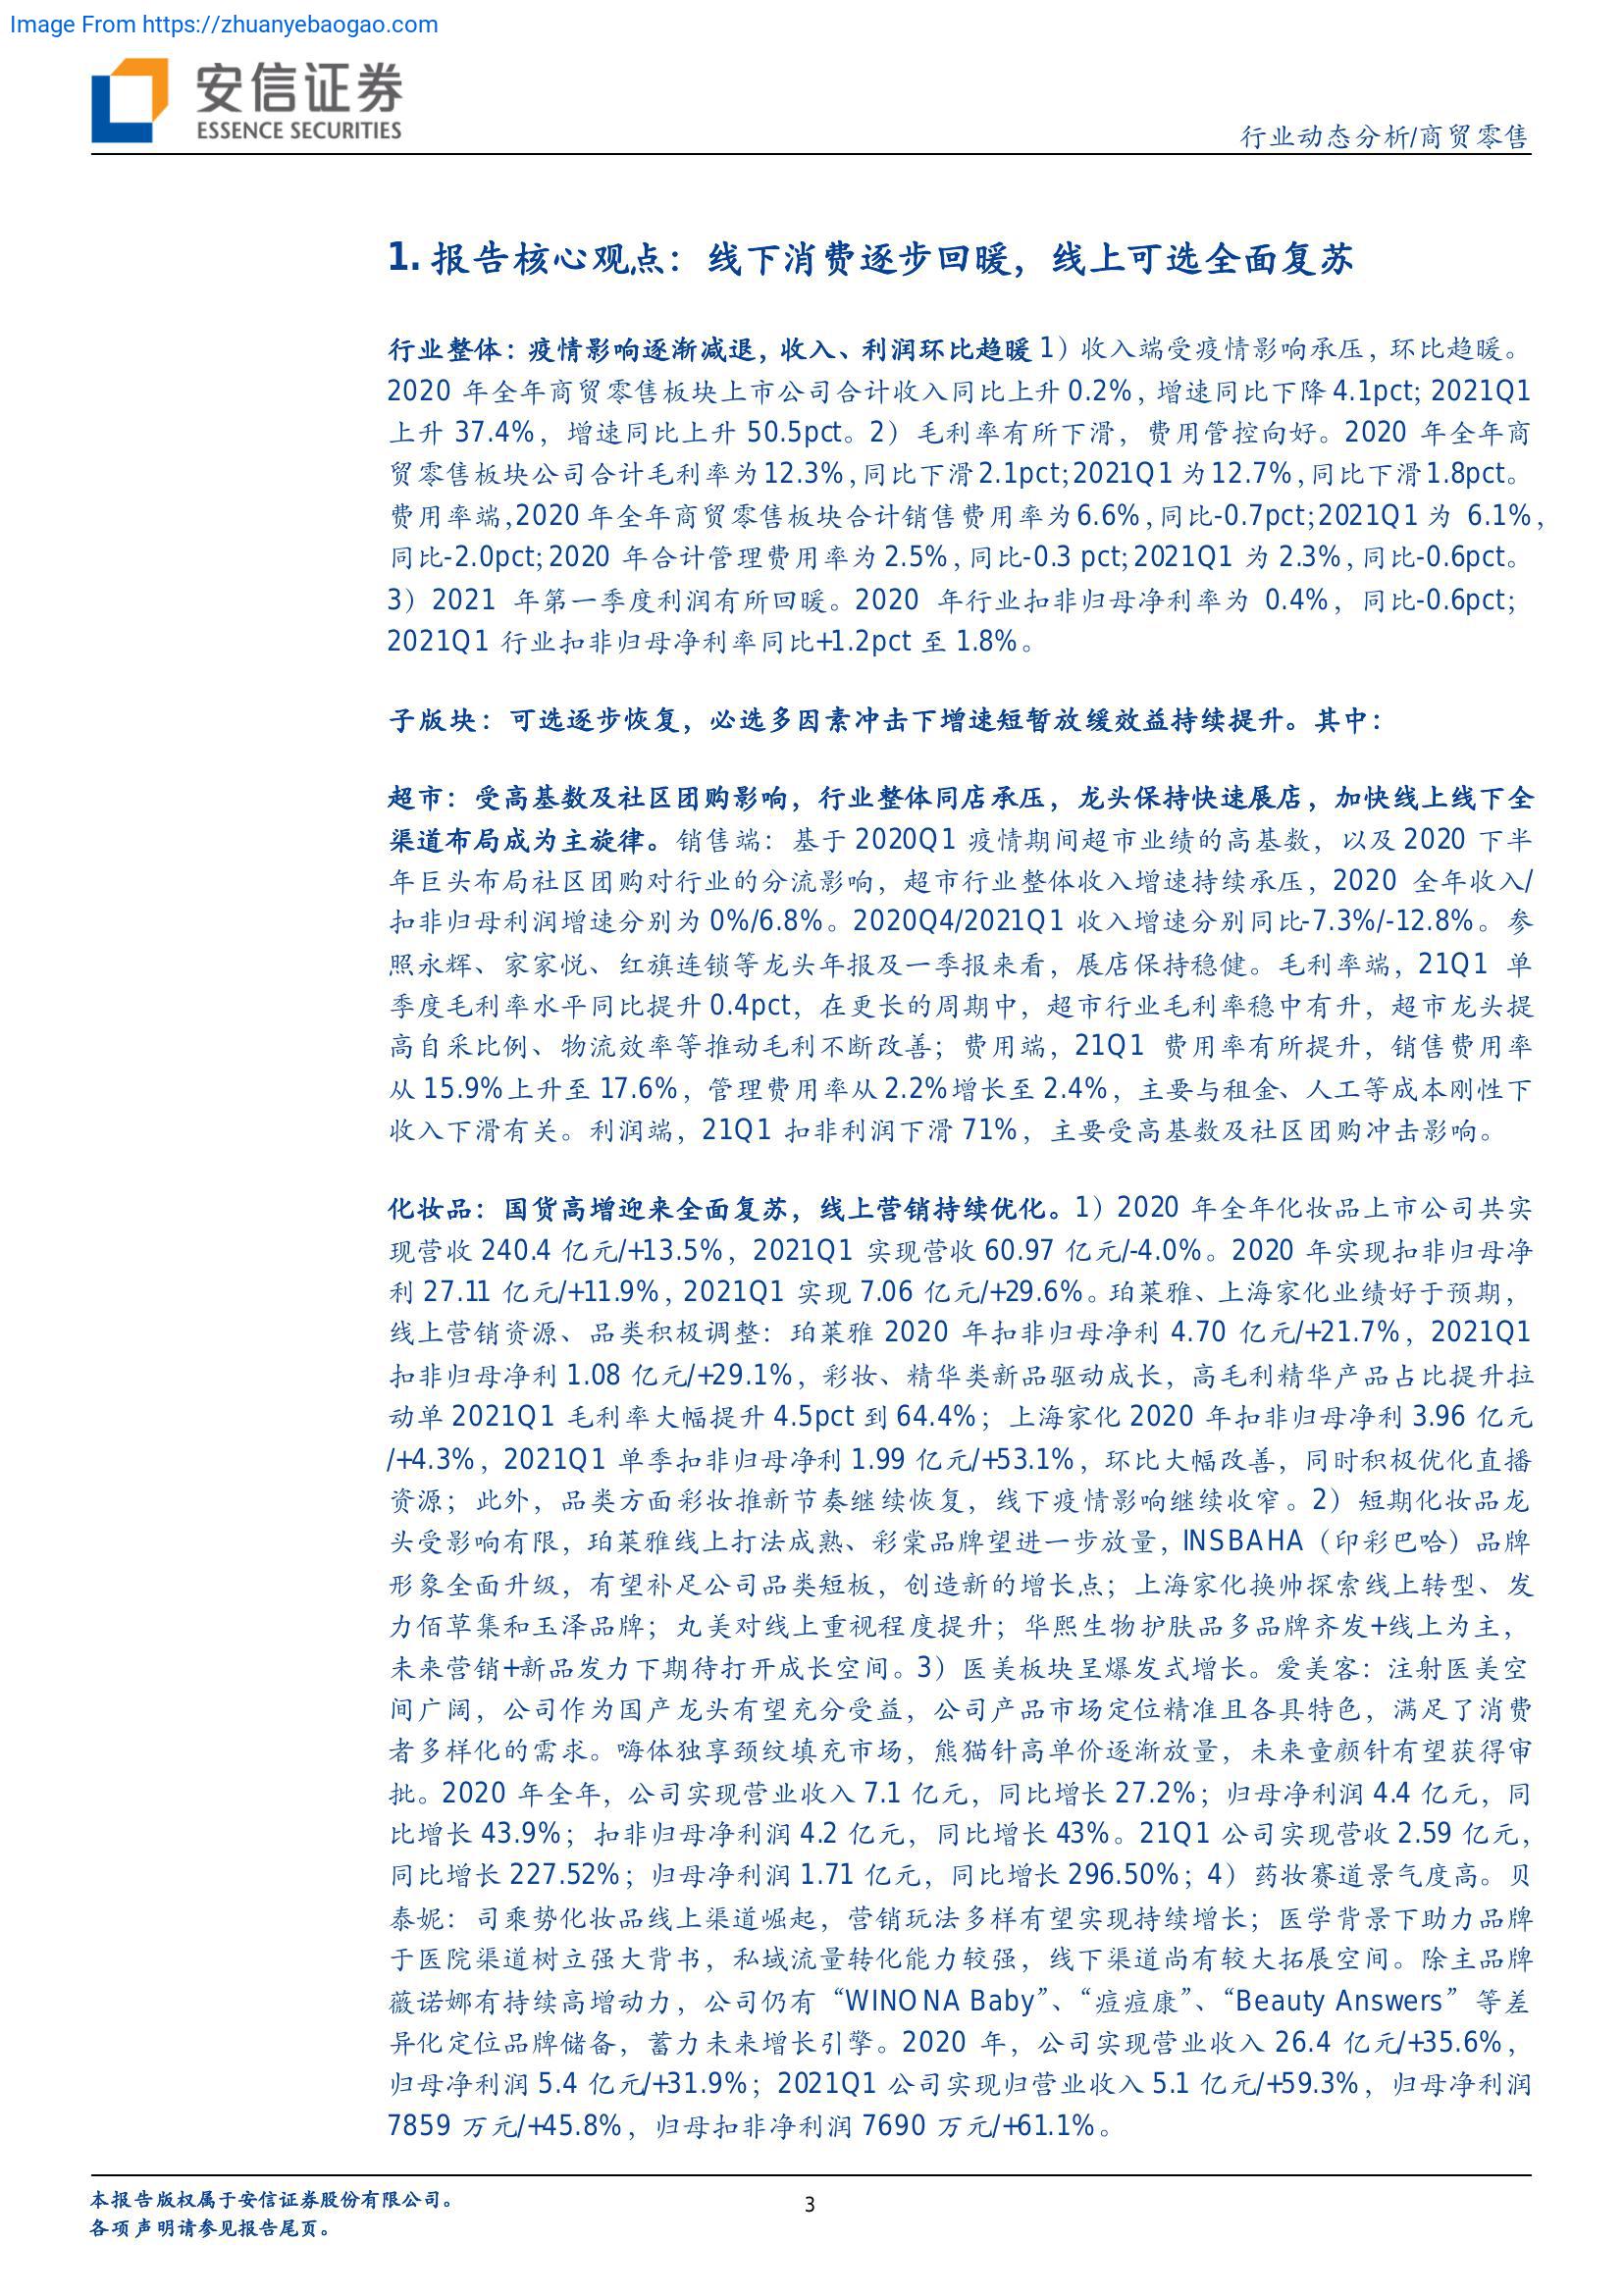 Image From https://zhuanyebaogao.com
安信证券
ESSENCE SECURITIES
行业动态分析/商贸零售
1. 报告核心观点：线下消费逐步回暖，线上可选全面复苏
行业整体：疫情影响逐渐减退，收入、利润环比趋暖 1）收入端受疫情影响承压，环比趋暖。
2020 年全年商贸零售板块上市公司合计收入同比上升 0.2%，增速同比下降 4.1pct；2021Q1
上升 37.4%，增速同比上升 50.5pct。2）毛利率有所下滑，费用管控向好。2020 年全年商
贸零售板块公司合计毛利率为 12.3%，同比下滑 2.1pct；2021Q1 为 12.7%，同比下滑 1.8pct。
费用率端，2020 年全年商贸零售板块合计销售费用率为 6.6%，同比-0.7pct；2021Q1 为 6.1%，
同比-2.0pct；2020 年合计管理费用率为 2.5%，同比-0.3 pct；2021Q1 为 2.3%，同比-0.6pct。
3）2021 年第一季度利润有所回暖。2020 年行业扣非归母净利率为 0.4%，同比-0.6pct；
2021Q1 行业扣非归母净利率同比+1.2pct 至 1.8%。
子版块：可选逐步恢复，必选多因素冲击下增速短暂放缓效益持续提升。其中：
超市：受高基数及社区团购影响，行业整体同店承压，龙头保持快速展店，加快线上线下全
渠道布局成为主旋律。销售端：基于 2020Q1 疫情期间超市业绩的高基数，以及 2020 下半
年巨头布局社区团购对行业的分流影响，超市行业整体收入增速持续承压，2020 全年收入/
扣非归母利润增速分别为 0%/6.8%。2020Q4/2021Q1 收入增速分别同比-7.3%/-12.8%。参
照永辉、家家悦、红旗连锁等龙头年报及一季报来看，展店保持稳健。毛利率端，21Q1 单
季度毛利率水平同比提升 0.4pct，在更长的周期中，超市行业毛利率稳中有升，超市龙头提
高自采比例、物流效率等推动毛利不断改善；费用端，21Q1 费用率有所提升，销售费用率
从 15.9%上升至 17.6%，管理费用率从 2.2%增长至 2.4%，主要与租金、人工等成本刚性下
收入下滑有关。利润端，21Q1 扣非利润下滑 71%，主要受高基数及社区团购冲击影响。
化妆品：国货高增迎来全面复苏，线上营销持续优化。1）2020 年全年化妆品上市公司共实
现营收 240.4 亿元/+13.5%，2021Q1 实现营收 60.97 亿元/-4.0%。2020 年实现扣非归母净
利 27.11 亿元/+11.9%，2021Q1 实现 7.06 亿元/+29.6%。珀莱雅、上海家化业绩好于预期，
线上营销资源、品类积极调整：珀莱雅 2020 年扣非归母净利 4.70 亿元/+21.7%，2021Q1
扣非归母净利 1.08 亿元/+29.1%，彩妆、精华类新品驱动成长，高毛利精华产品占比提升拉
动单 2021Q1 毛利率大幅提升 4.5pct 到 64.4%；上海家化 2020 年扣非归母净利 3.96 亿元
/+4.3%，2021Q1 单季扣非归母净利 1.99 亿元/+53.1%，环比大幅改善，同时积极优化直播
资源；此外，品类方面彩妆推新节奏继续恢复，线下疫情影响继续收窄。2）短期化妆品龙
头受影响有限，珀莱雅线上打法成熟、彩棠品牌望进一步放量，INSBAHA（印彩巴哈）品牌
形象全面升级，有望补足公司品类短板，创造新的增长点；上海家化换帅探索线上转型、发
力佰草集和玉泽品牌；丸美对线上重视程度提升；华熙生物护肤品多品牌齐发+线上为主，
未来营销+新品发力下期待打开成长空间。3）医美板块呈爆发式增长。爱美客：注射医美空
间广阔，公司作为国产龙头有望充分受益，公司产品市场定位精准且各具特色，满足了消费
者多样化的需求。嗨体独享颈纹填充市场，熊猫针高单价逐渐放量，未来童颜针有望获得审
批。2020 年全年，公司实现营业收入 7.1 亿元，同比增长 27.2%；归母净利润 4.4 亿元，同
比增长 43.9%；扣非归母净利润 4.2 亿元，同比增长 43%。21Q1 公司实现营收 2.59 亿元，
同比增长 227.52%；归母净利润 1.71 亿元，同比增长 296.50%；4）药妆赛道景气度高。贝
泰妮：司乘势化妆品线上渠道崛起，营销玩法多样有望实现持续增长；医学背景下助力品牌
于医院渠道树立强大背书，私域流量转化能力较强，线下渠道尚有较大拓展空间。除主品牌
薇诺娜有持续高增动力，公司仍有“WINONA Baby”、“痘痘康”、“Beauty Answers”等差
异化定位品牌储备，蓄力未来增长引擎。2020 年，公司实现营业收入 26.4 亿元/+35.6%，
归母净利润 5.4 亿元/+31.9%；2021Q1 公司实现归营业收入 5.1 亿元/+59.3%，归母净利润
7859 万元/+45.8%，归母扣非净利润 7690 万元/+61.1%。
本报告版权属于安信证券股份有限公司。
各项声明请参见报告尾页。
3